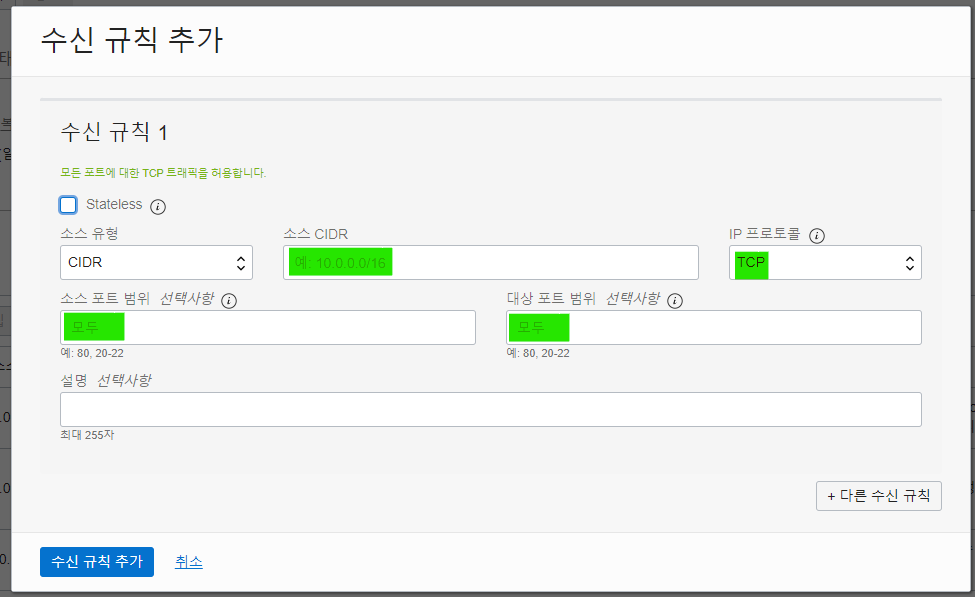 수신 규칙 추가
수신 규칙 1
모든 포트에 대한 TCP 트래픽을 허용합니다.
Stateless
소스 유형 소스 CIDR IP 프로토콜
CIDR 예: 10.0.0.0/16 TCP
소스 포트 범위 선택사항 대상 포트 범위 선택사항
모두 모두
예: 80, 20-22 예: 80, 20-22
설명 선택사항
최대 255자
+ 다른 수신 규칙
수신 규칙 추가 취소